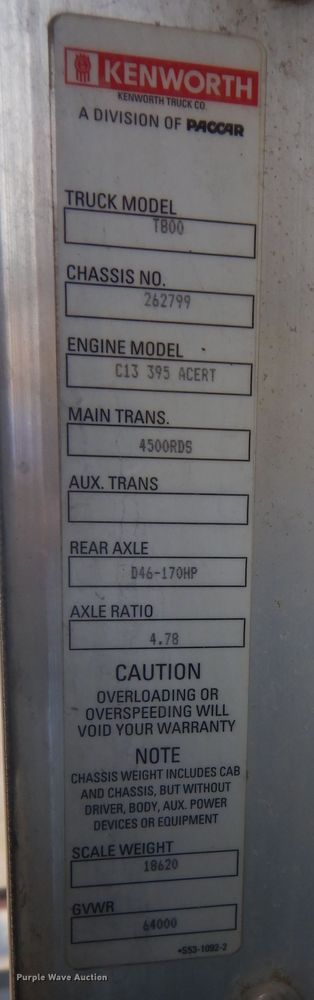 KENWORTH
KENWORTH TRUCK CO.
A DIVISION OF PACCAR
TRUCK MODEL
T800
CHASSIS NO.
262799
ENGINE MODEL
C13 395 ACERT
MAIN TRANS.
4500RDS
AUX. TRANS
REAR AXLE
D46-170HP
AXLE RATIO
4.78
CAUTION
OVERLOADING OR
OVERSPEEDING WILL
VOID YOUR WARRANTY
NOTE
CHASSIS WEIGHT INCLUDES CAB
AND CHASSIS, BUT WITHOUT
DRIVER, BODY, AUX. POWER
DEVICES OR EQUIPMENT
SCALE WEIGHT
18620
GVWR
64000
+S53-1092-2
Purple Wave Auction